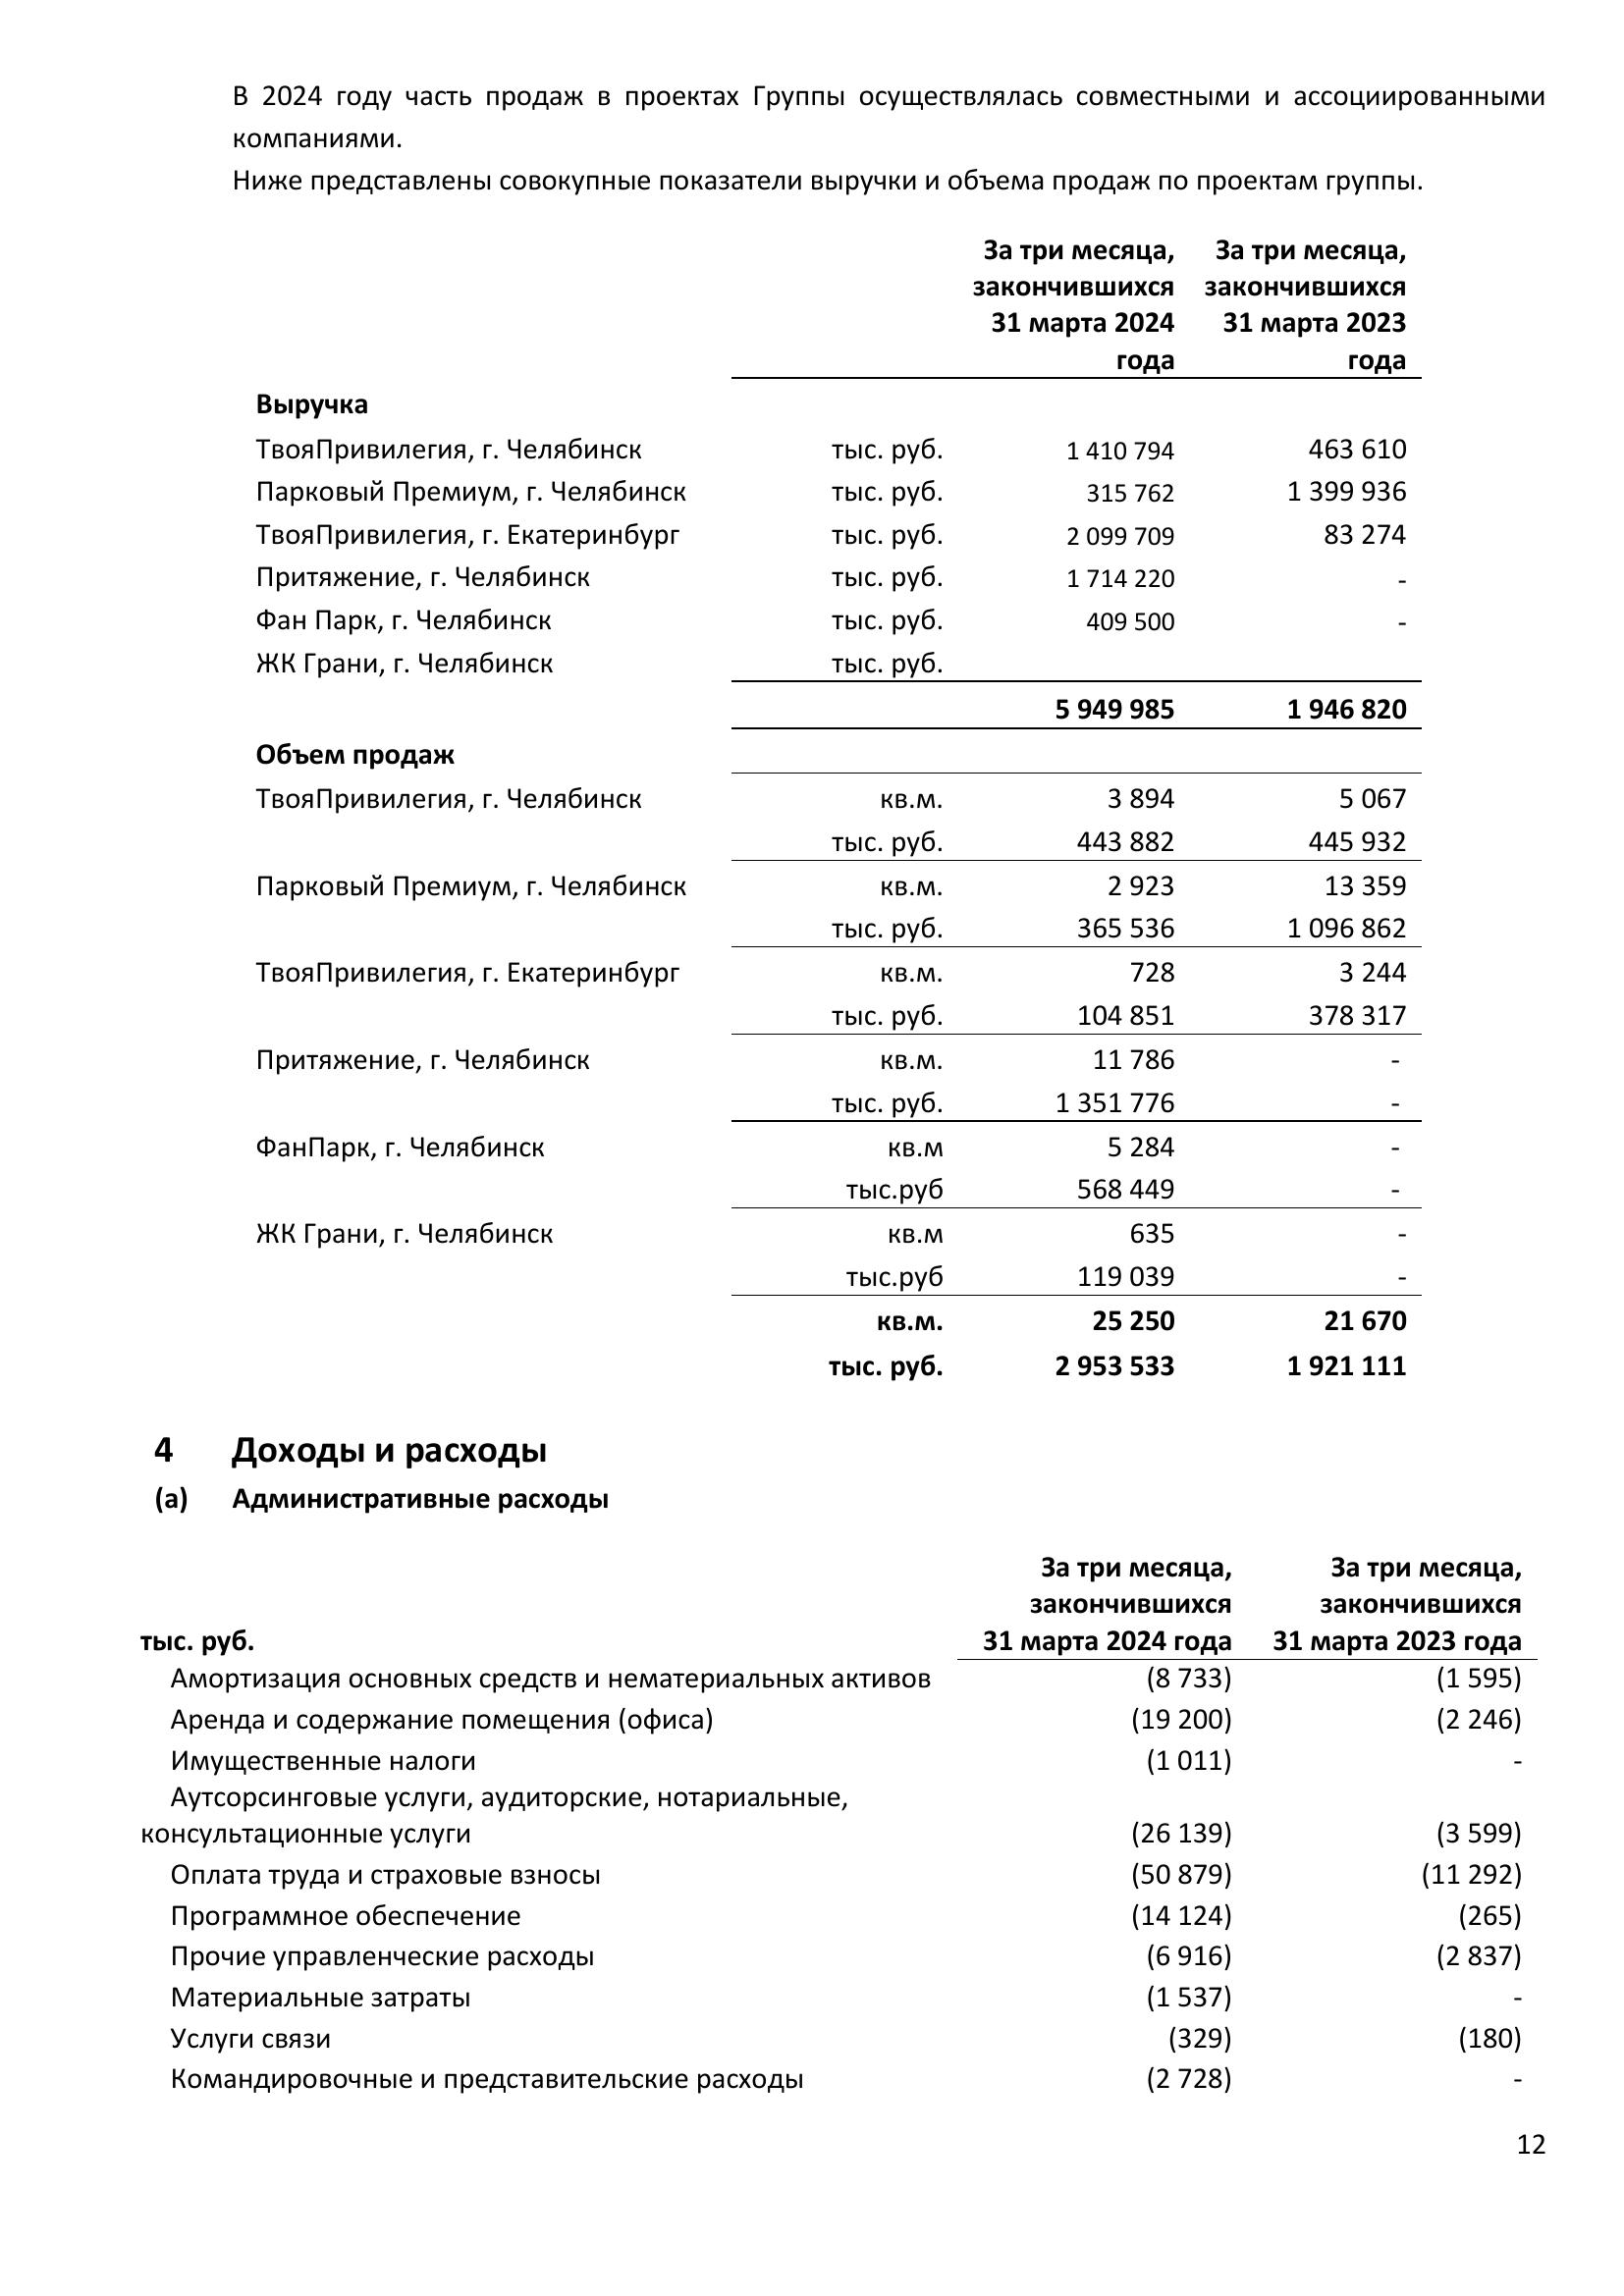 В 2024 году часть продаж в проектах Группы осуществлялась совместными и ассоциированными
компаниями.
Ниже представлены совокупные показатели выручки и объема продаж по проектам группы.
За три месяца, За три месяца,
закончившихся закончившихся
31 марта 2024 31 марта 2023
года года
Выручка
ТвояПривилегия, г. Челябинск тыс. руб. 1 410 794 463 610
Парковый Премиум, г. Челябинск тыс. руб. 315 762 1 399 936
ТвояПривилегия, г. Екатеринбург тыс. руб. 2 099 709 83 274
Притяжение, г. Челябинск тыс. руб. 1 714 220 -
Фан Парк, г. Челябинск тыс. руб. 409 500 -
ЖК Грани, г. Челябинск тыс. руб.
5 949 985 1 946 820
Объем продаж
ТвояПривилегия, г. Челябинск кв.м. 3 894 5 067
тыс. руб. 443 882 445 932
Парковый Премиум, г. Челябинск кв.м. 2 923 13 359
тыс. руб. 365 536 1 096 862
ТвояПривилегия, г. Екатеринбург кв.м. 728 3 244
тыс. руб. 104 851 378 317
Притяжение, г. Челябинск кв.м. 11 786 -
тыс. руб. 1 351 776 -
ФанПарк, г. Челябинск кв.м 5 284 -
тыс.руб 568 449 -
ЖК Грани, г. Челябинск кв.м 635 -
тыс.руб 119 039 -
кв.м. 25 250 21 670
тыс. руб. 2 953 533 1 921 111
4 Доходы и расходы
(а) Административные расходы
За три месяца, За три месяца,
закончившихся закончившихся
тыс. руб. 31 марта 2024 года 31 марта 2023 года
Амортизация основных средств и нематериальных активов (8 733) (1 595)
Аренда и содержание помещения (офиса) (19 200) (2 246)
Имущественные налоги (1 011) -
Аутсорсинговые услуги, аудиторские, нотариальные,
консультационные услуги (26 139) (3 599)
Оплата труда и страховые взносы (50 879) (11 292)
Программное обеспечение (14 124) (265)
Прочие управленческие расходы (6 916) (2 837)
Материальные затраты (1 537) -
Услуги связи (329) (180)
Командировочные и представительские расходы (2 728) -
12